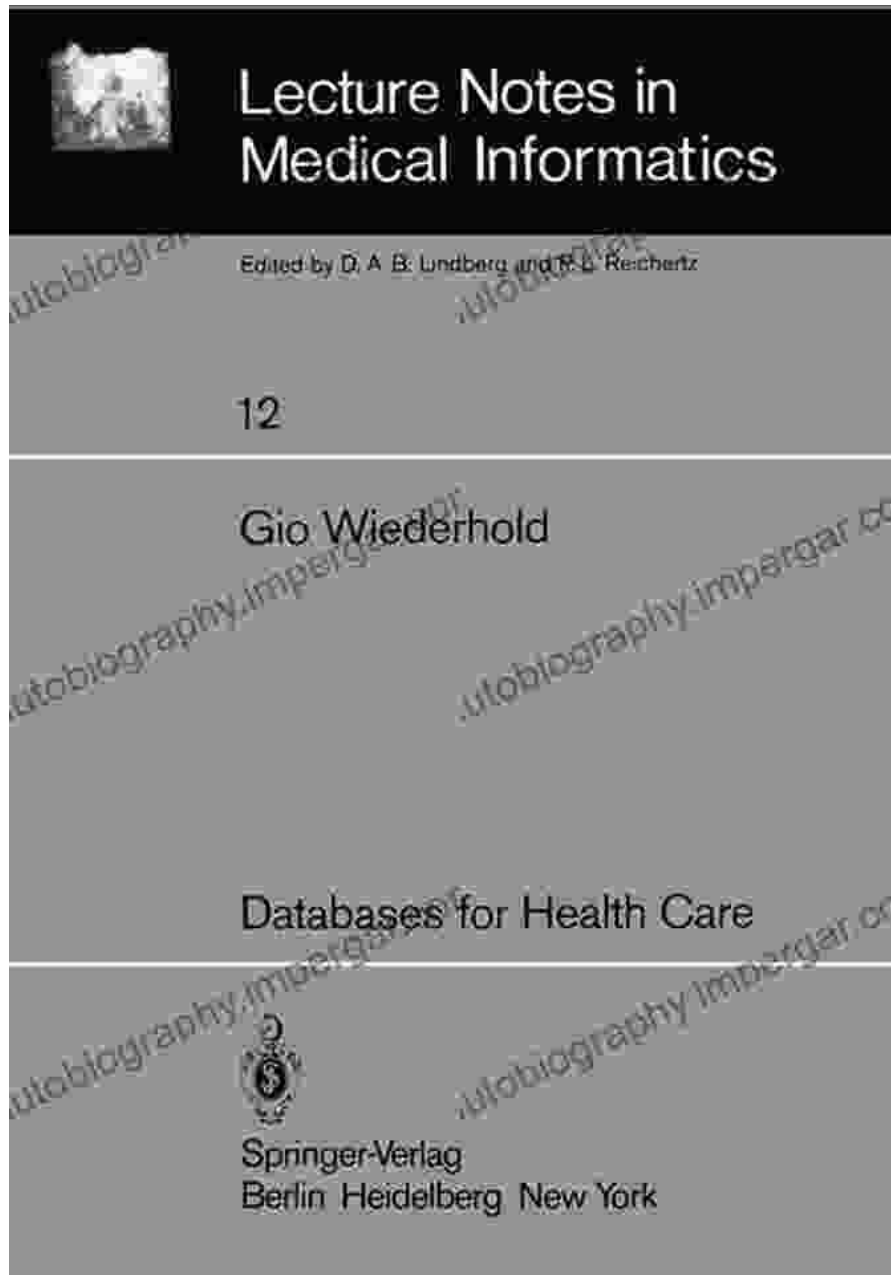 Lecture Notes in
Medical Informatics
Edited by D. A. B. Lindberg and P. L. Reichertz
12
Gio Wiederhold
Databases for Health Care
Springer-Verlag
Berlin Heidelberg New York